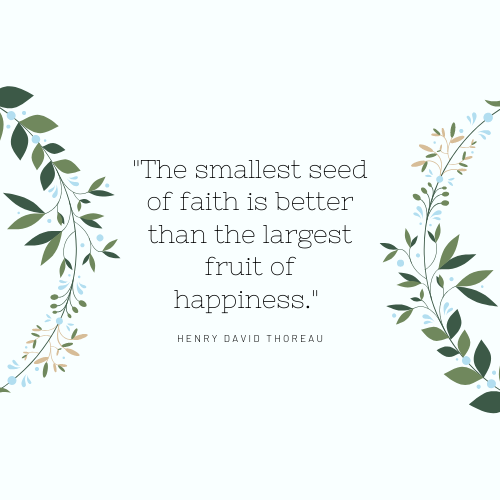 "The smallest seed
of faith is better
than the largest
fruit of
happiness."
HENRY DAVID THOREAU